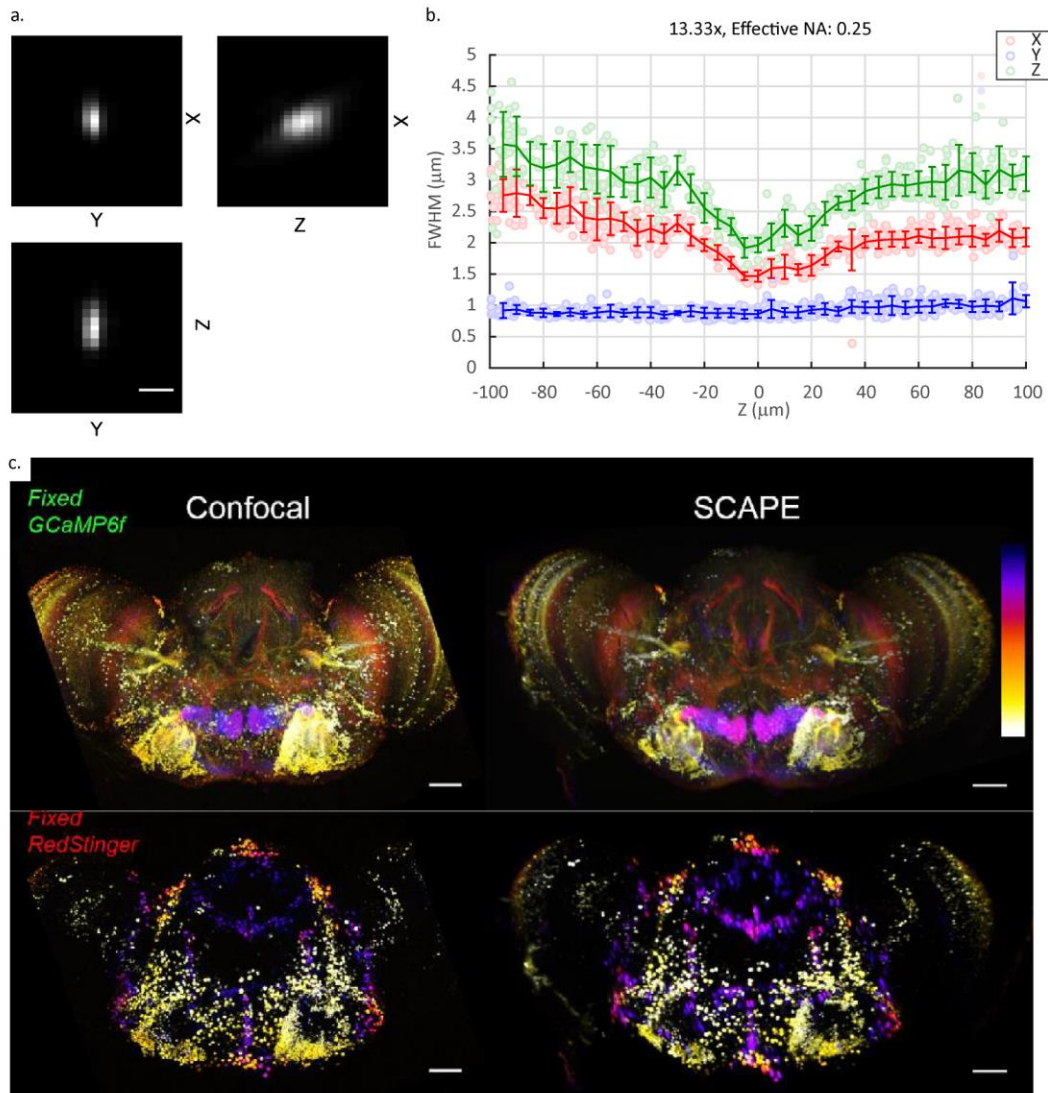 a.
X
Y
X
Z
Z
Y
b.
13.33x, Effective NA: 0.25
X
Y
Z
FWHM (μm)
5
4.5
4
3.5
3
2.5
2
1.5
1
0.5
0
-100 -80 -60 -40 -20 0 20 40 60 80 100
Z (μm)
c.
Fixed
GCaMP6f
Confocal
SCAPE
Fixed
RedStinger